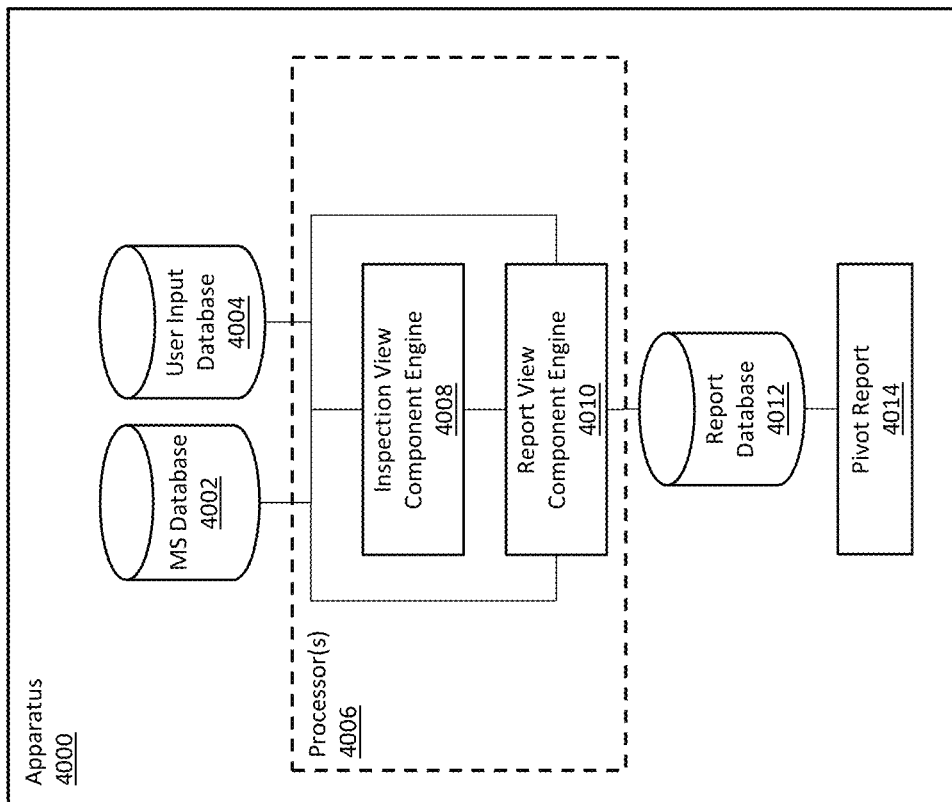 Apparatus
4000
MS Database
4002
User Input
Database
4004
Processor(s)
4006
Inspection View
Component Engine
4008
Report View
Component Engine
4010
Report
Database
4012
Pivot Report
4014